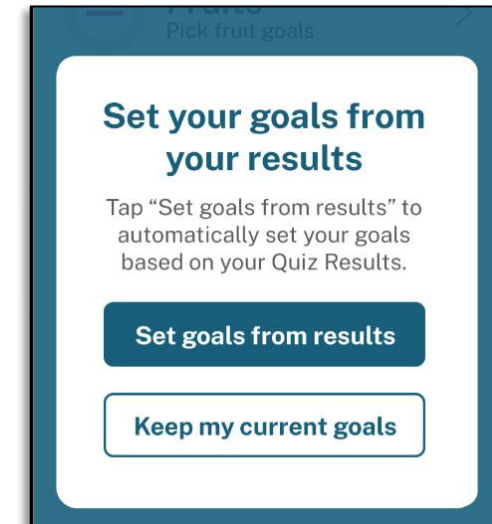 Fruits
Pick fruit goals
Set your goals from
your results
Tap “Set goals from results” to
automatically set your goals
based on your Quiz Results.
Set goals from results
Keep my current goals